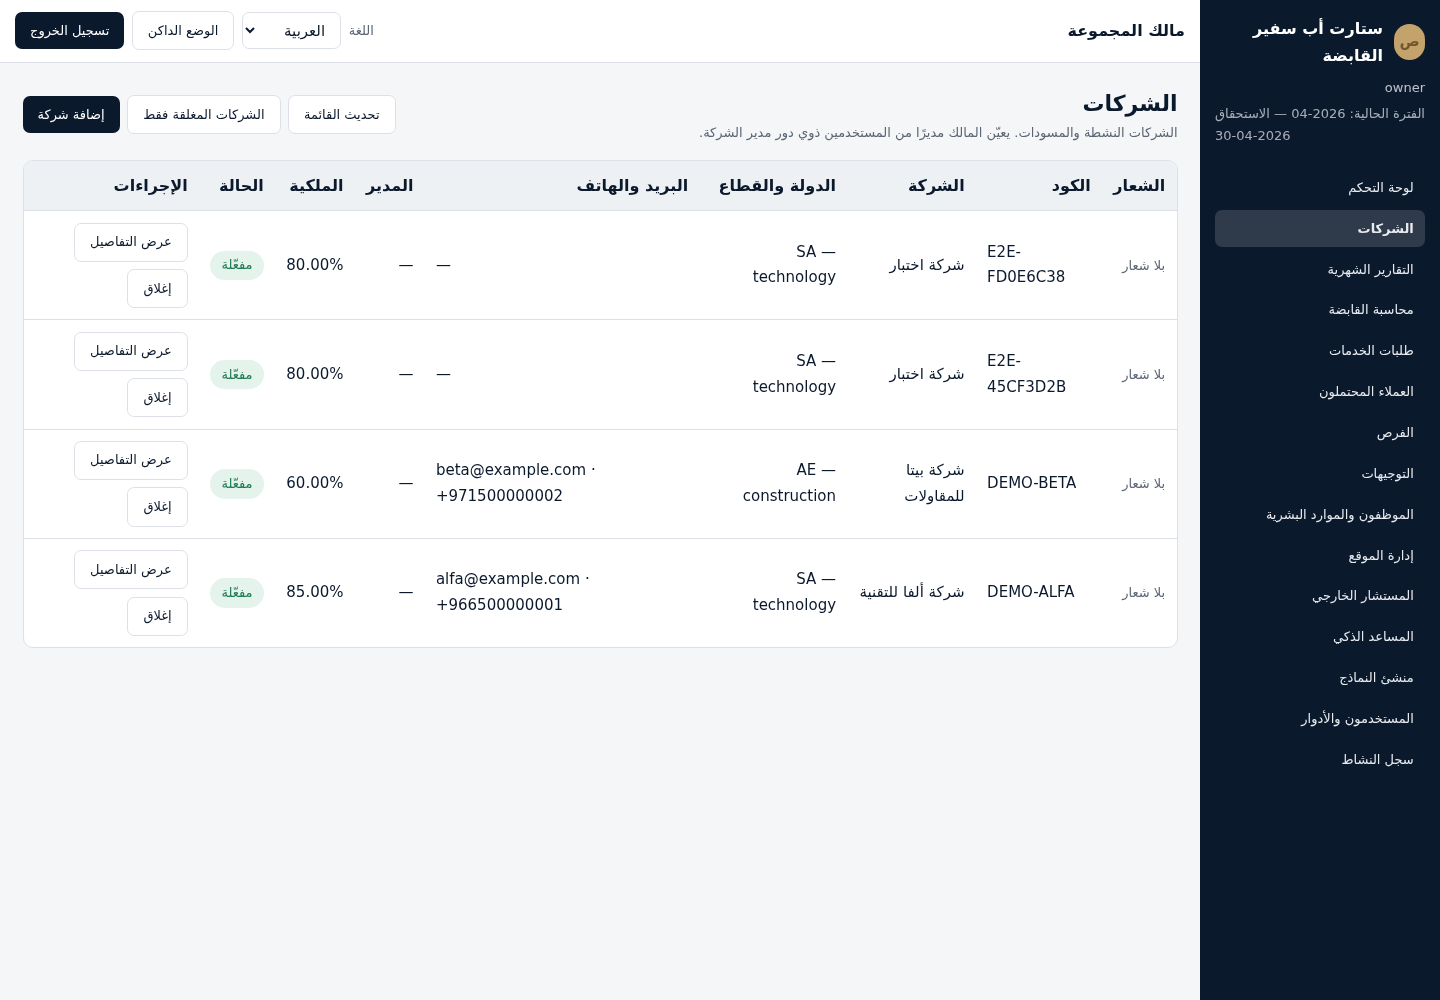 ص
ستارت أب سفير
القابضة
owner
الفترة الحالية: 2026-04 — الاستحقاق
2026-04-30
لوحة التحكم
الشركات
التقارير الشهرية
محاسبة القابضة
طلبات الخدمات
العملاء المحتملون
الفرص
التوجيهات
الموظفون والموارد البشرية
إدارة الموقع
المستشار الخارجي
المساعد الذكي
منشئ النماذج
المستخدمون والأدوار
سجل النشاط
مالك المجموعة
اللغة العربية الوضع الداكن تسجيل الخروج
الشركات
الشركات النشطة والمسودات. يعيّن المالك مديرًا من المستخدمين ذوي دور مدير الشركة.
تحديث القائمة الشركات المغلقة فقط إضافة شركة
الشعار الكود الشركة الدولة والقطاع البريد والهاتف المدير الملكية الحالة الإجراءات
بلا شعار
E2E-
FD0E6C38
شركة اختبار
SA —
technology
—
—
80.00%
مفعّلة
عرض التفاصيل
إغلاق
بلا شعار
E2E-
45CF3D2B
شركة اختبار
SA —
technology
—
—
80.00%
مفعّلة
عرض التفاصيل
إغلاق
بلا شعار
DEMO-BETA
شركة بيتا
للمقاولات
AE —
construction
beta@example.com ·
+971500000002
—
60.00%
مفعّلة
عرض التفاصيل
إغلاق
بلا شعار
DEMO-ALFA
شركة ألفا للتقنية
SA —
technology
alfa@example.com ·
+966500000001
—
85.00%
مفعّلة
عرض التفاصيل
إغلاق